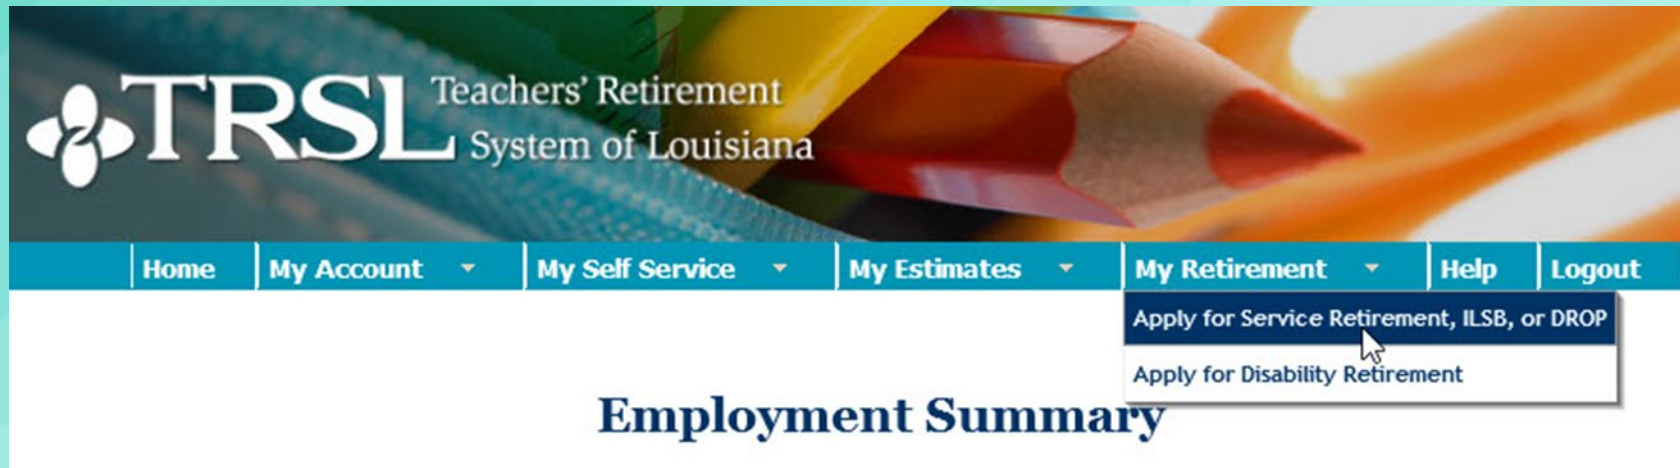 TRSL Teachers' Retirement
System of Louisiana
Home My Account My Self Service My Estimates My Retirement Help Logout
Apply for Service Retirement, ILSB, or DROP
Apply for Disability Retirement
Employment Summary